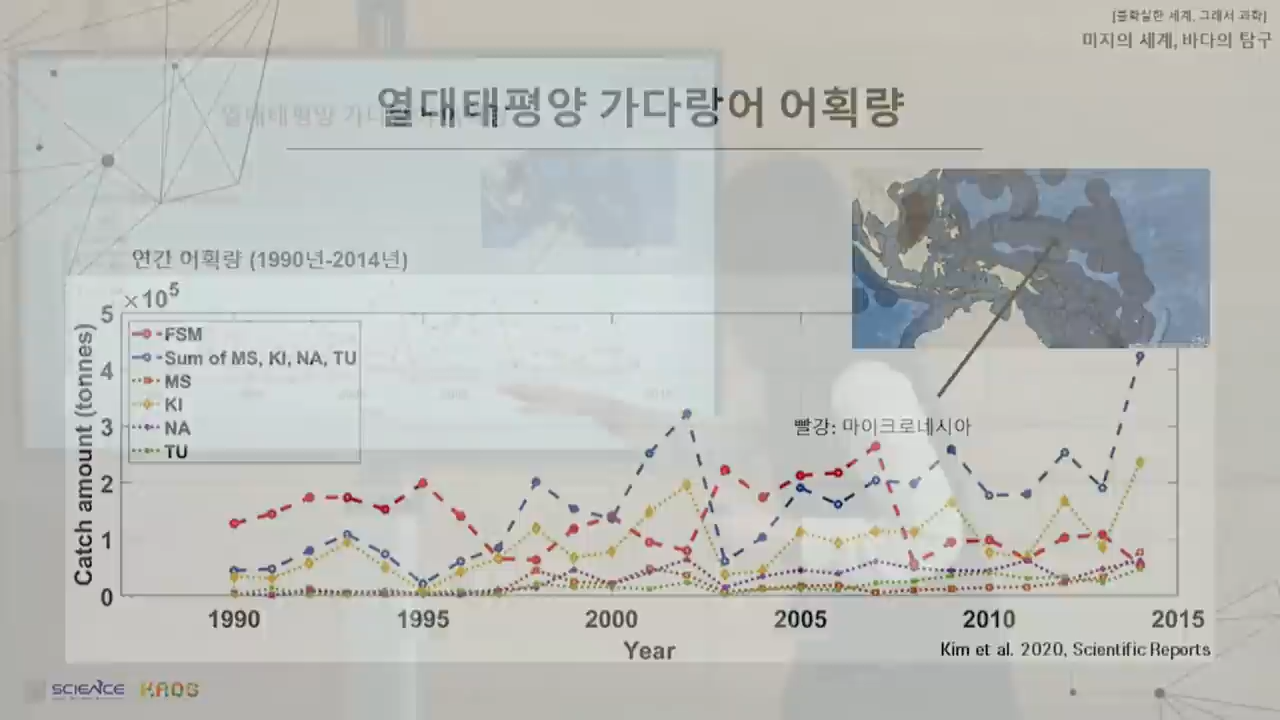 [불확실한 세계, 그래서 과학]
미지의 세계, 바다의 탐구
열대태평양 가다랑어 어획량
연간 어획량 (1990년-2014년)
×10⁵
5
4
3
2
1
0
Catch amount (tonnes)
FSM
Sum of MS, KI, NA, TU
MS
KI
NA
TU
빨강: 마이크로네시아
1990 1995 2000 2005 2010 2015
Year
Kim et al. 2020, Scientific Reports
SCIENCE KAOS